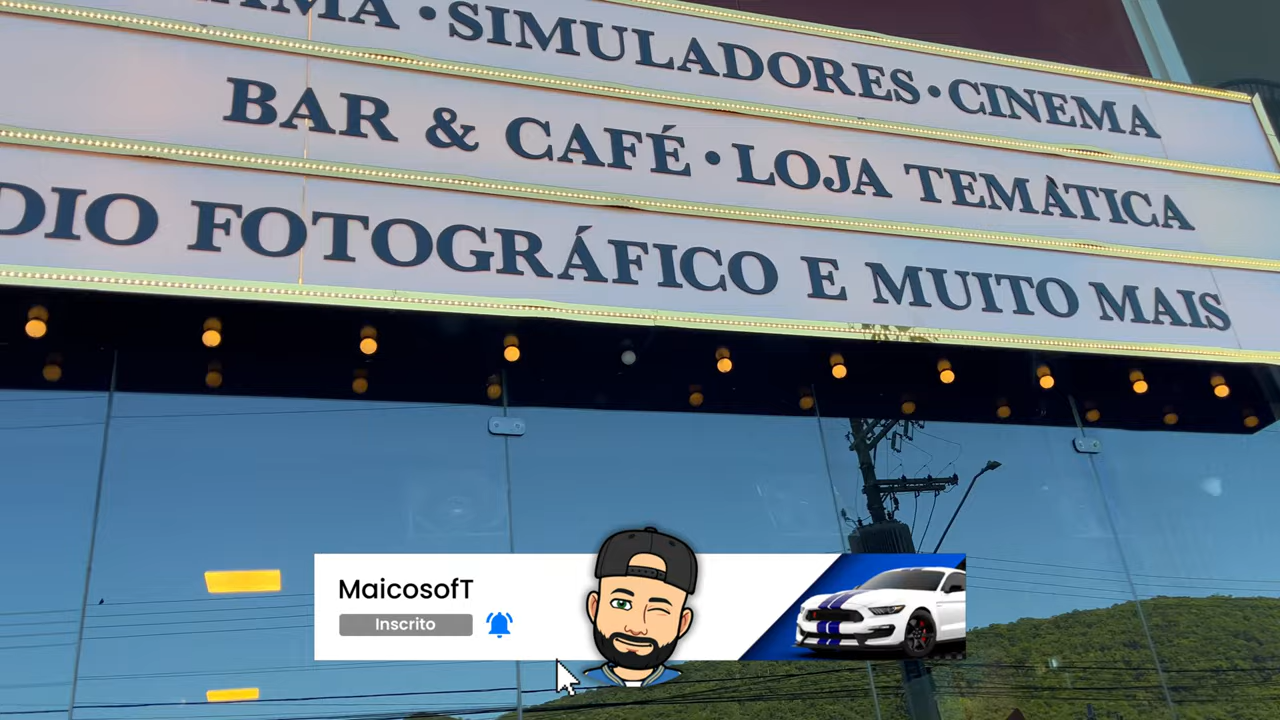 SIMULADORES • CINEMA
BAR & CAFÉ • LOJA TEMÁTICA
FOTOGRÁFICO E MUITO MAIS
MaicosofT
Inscrito